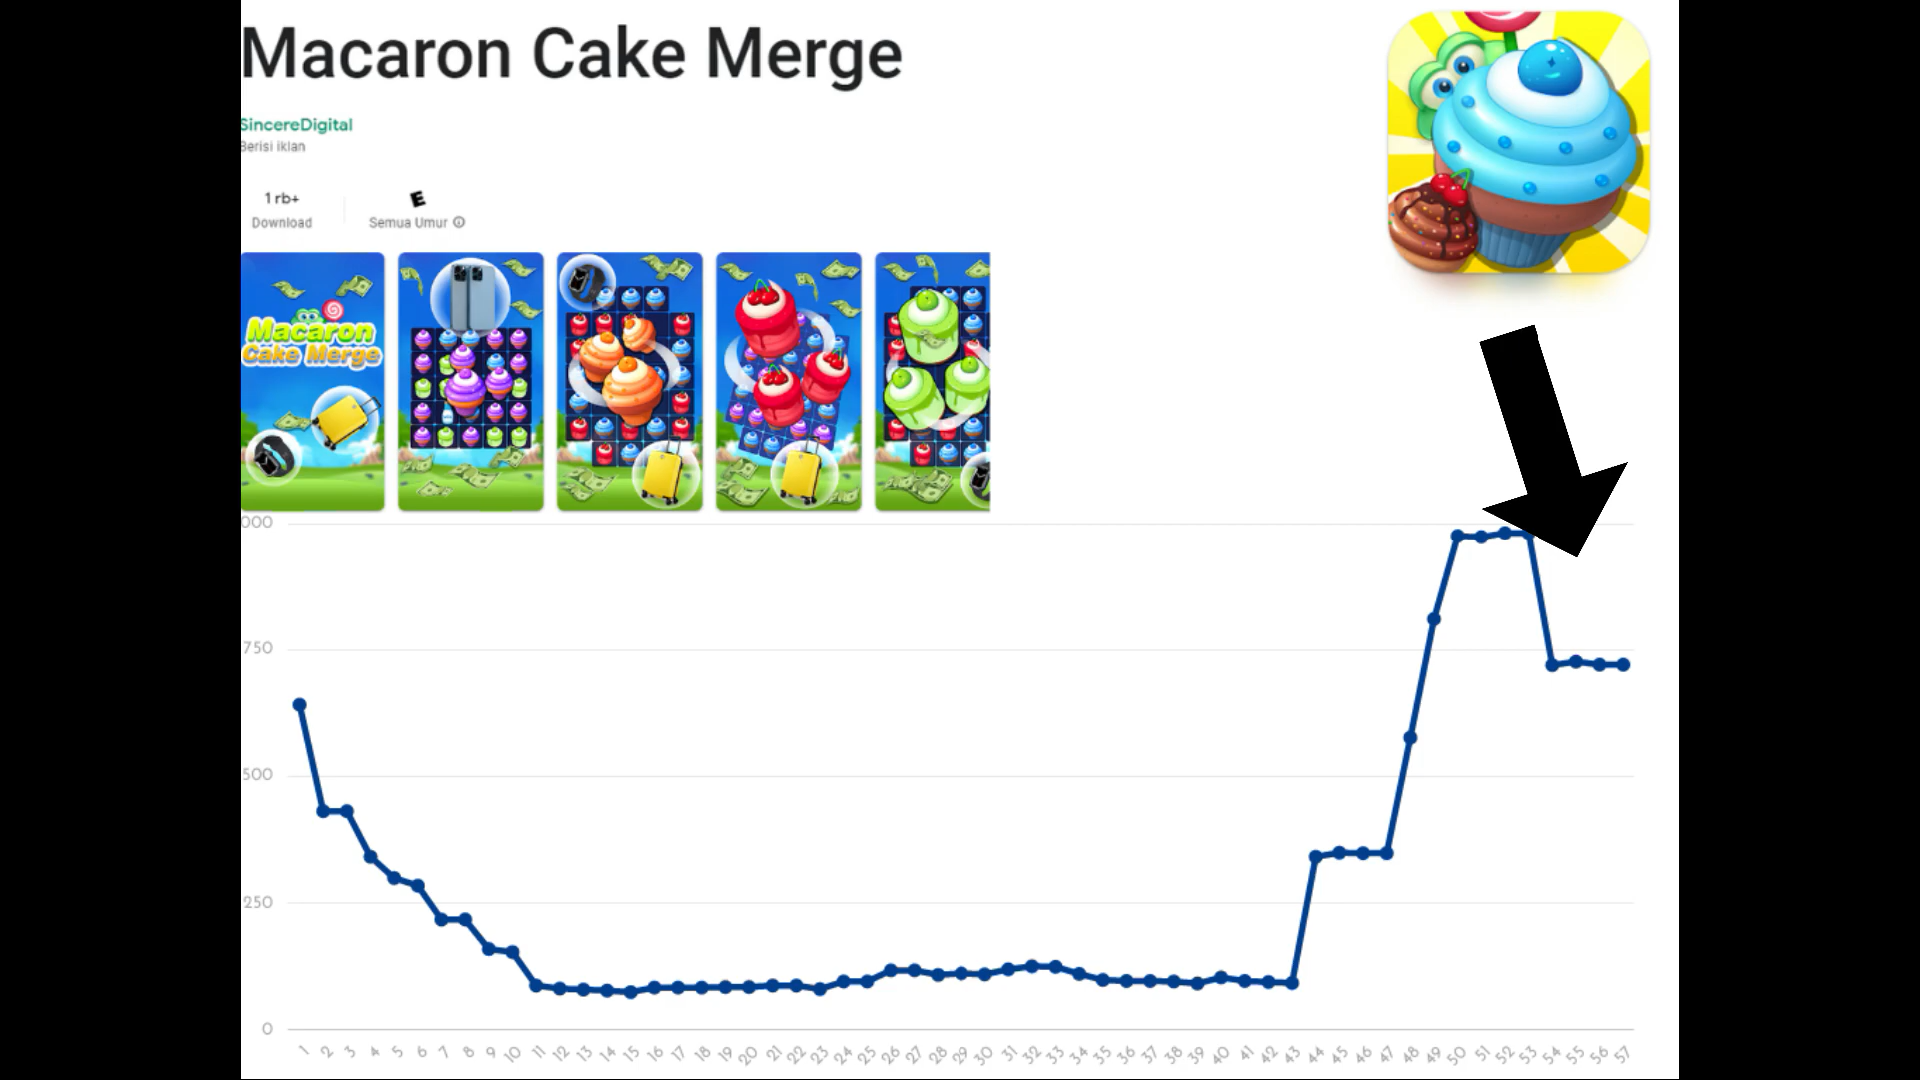 Macaron Cake Merge
SincereDigital
Berisi iklan
1 rb+
E
Download
Semua Umur
Macaron
Cake Merge
000
750
500
250
0
1 2 3 4 5 6 7 8 9 10 11 12 13 14 15 16 17 18 19 20 21 22 23 24 25 26 27 28 29 30 31 32 33 34 35 36 37 38 39 40 41 42 43 44 45 46 47 48 49 50 51 52 53 54 55 56 57